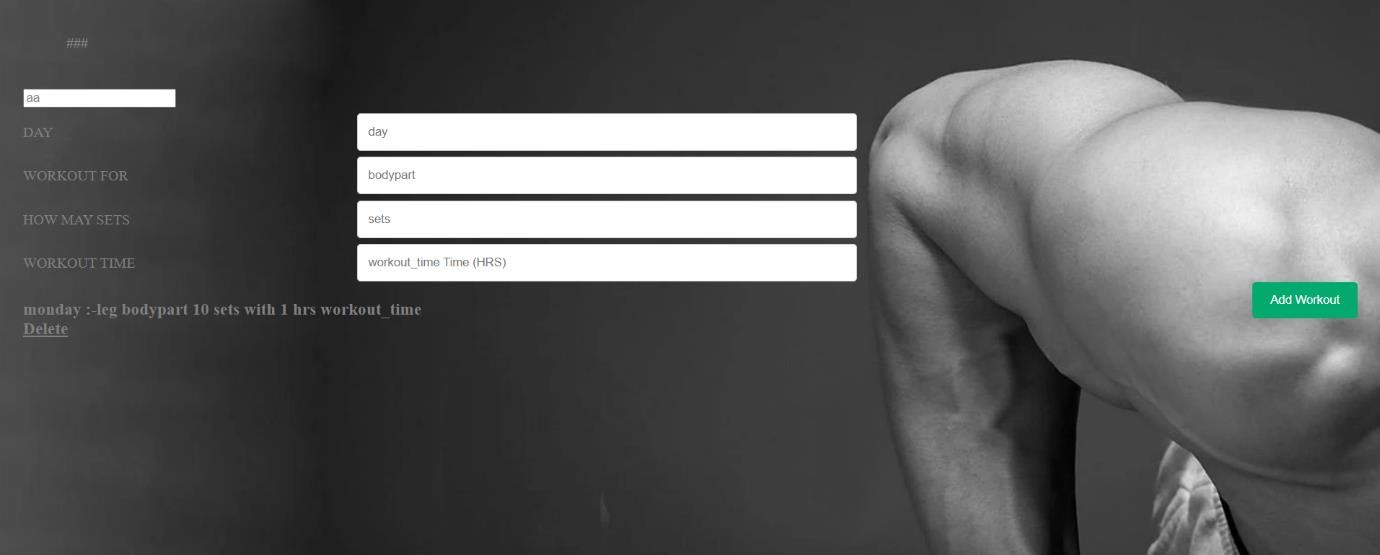 ###
aa
DAY
day
WORKOUT FOR
bodypart
HOW MAY SETS
sets
WORKOUT TIME
workout_time Time (HRS)
Add Workout
monday :-leg bodypart 10 sets with 1 hrs workout_time
Delete